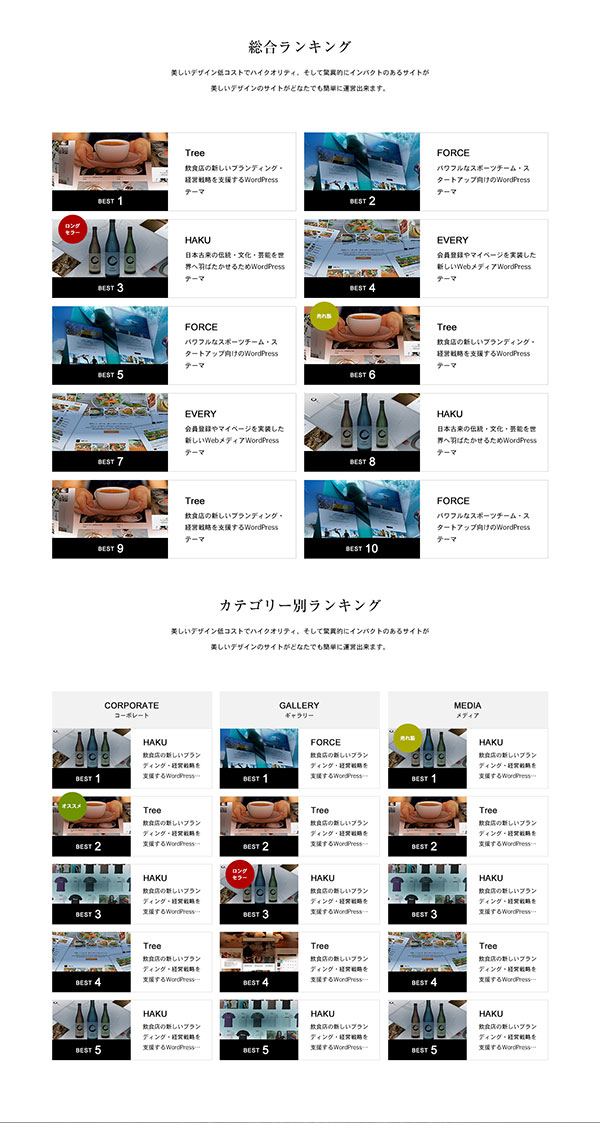 総合ランキング
美しいデザイン低コストでハイクオリティ、そして驚異的にインパクトのあるサイトが
美しいデザインのサイトがどなたでも簡単に運営出来ます。
BEST 1
Tree
飲食店の新しいブランディング・
経営戦略を支援するWordPress
テーマ
BEST 2
FORCE
パワフルなスポーツチーム・ス
タートアップ向けのWordPress
テーマ
ロング
セラー
BEST 3
HAKU
日本古来の伝統・文化・芸能を世
界へ羽ばたかせるためWordPress
テーマ
BEST 4
EVERY
会員登録やマイページを実装した
新しいWebメディアWordPress
テーマ
BEST 5
FORCE
パワフルなスポーツチーム・ス
タートアップ向けのWordPress
テーマ
売れ筋
BEST 6
Tree
飲食店の新しいブランディング・
経営戦略を支援するWordPress
テーマ
BEST 7
EVERY
会員登録やマイページを実装した
新しいWebメディアWordPress
テーマ
BEST 8
HAKU
日本古来の伝統・文化・芸能を世
界へ羽ばたかせるためWordPress
テーマ
BEST 9
Tree
飲食店の新しいブランディング・
経営戦略を支援するWordPress
テーマ
BEST 10
FORCE
パワフルなスポーツチーム・ス
タートアップ向けのWordPress
テーマ
カテゴリー別ランキング
美しいデザイン低コストでハイクオリティ、そして驚異的にインパクトのあるサイトが
美しいデザインのサイトがどなたでも簡単に運営出来ます。
CORPORATE
コーポレート
BEST 1
HAKU
飲食店の新しいブラン
ディング・経営戦略を
支援するWordPress…
オススメ
BEST 2
Tree
飲食店の新しいブラン
ディング・経営戦略を
支援するWordPress…
BEST 3
HAKU
飲食店の新しいブラン
ディング・経営戦略を
支援するWordPress…
BEST 4
Tree
飲食店の新しいブラン
ディング・経営戦略を
支援するWordPress…
BEST 5
HAKU
飲食店の新しいブラン
ディング・経営戦略を
支援するWordPress…
GALLERY
ギャラリー
BEST 1
FORCE
飲食店の新しいブラン
ディング・経営戦略を
支援するWordPress…
BEST 2
Tree
飲食店の新しいブラン
ディング・経営戦略を
支援するWordPress…
ロング
セラー
BEST 3
HAKU
飲食店の新しいブラン
ディング・経営戦略を
支援するWordPress…
BEST 4
Tree
飲食店の新しいブラン
ディング・経営戦略を
支援するWordPress…
BEST 5
HAKU
飲食店の新しいブラン
ディング・経営戦略を
支援するWordPress…
MEDIA
メディア
売れ筋
BEST 1
HAKU
飲食店の新しいブラン
ディング・経営戦略を
支援するWordPress…
BEST 2
Tree
飲食店の新しいブラン
ディング・経営戦略を
支援するWordPress…
BEST 3
HAKU
飲食店の新しいブラン
ディング・経営戦略を
支援するWordPress…
BEST 4
Tree
飲食店の新しいブラン
ディング・経営戦略を
支援するWordPress…
BEST 5
HAKU
飲食店の新しいブラン
ディング・経営戦略を
支援するWordPress…